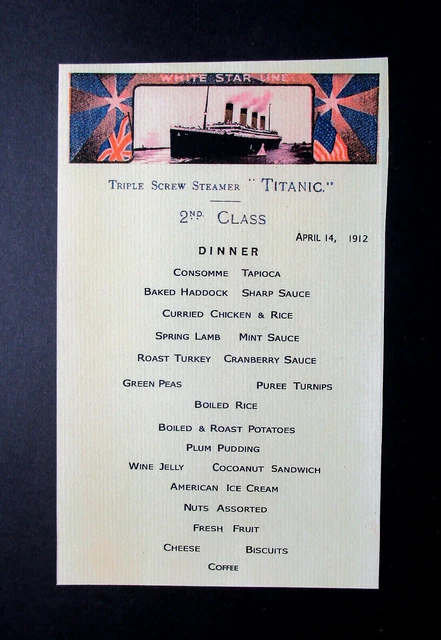 WHITE STAR LINE
TRIPLE SCREW STEAMER "TITANIC."
2ND CLASS
APRIL 14, 1912
DINNER
CONSOMME TAPIOCA
BAKED HADDOCK SHARP SAUCE
CURRIED CHICKEN & RICE
SPRING LAMB MINT SAUCE
ROAST TURKEY CRANBERRY SAUCE
GREEN PEAS PUREE TURNIPS
BOILED RICE
BOILED & ROAST POTATOES
PLUM PUDDING
WINE JELLY COCOANUT SANDWICH
AMERICAN ICE CREAM
NUTS ASSORTED
FRESH FRUIT
CHEESE BISCUITS
COFFEE